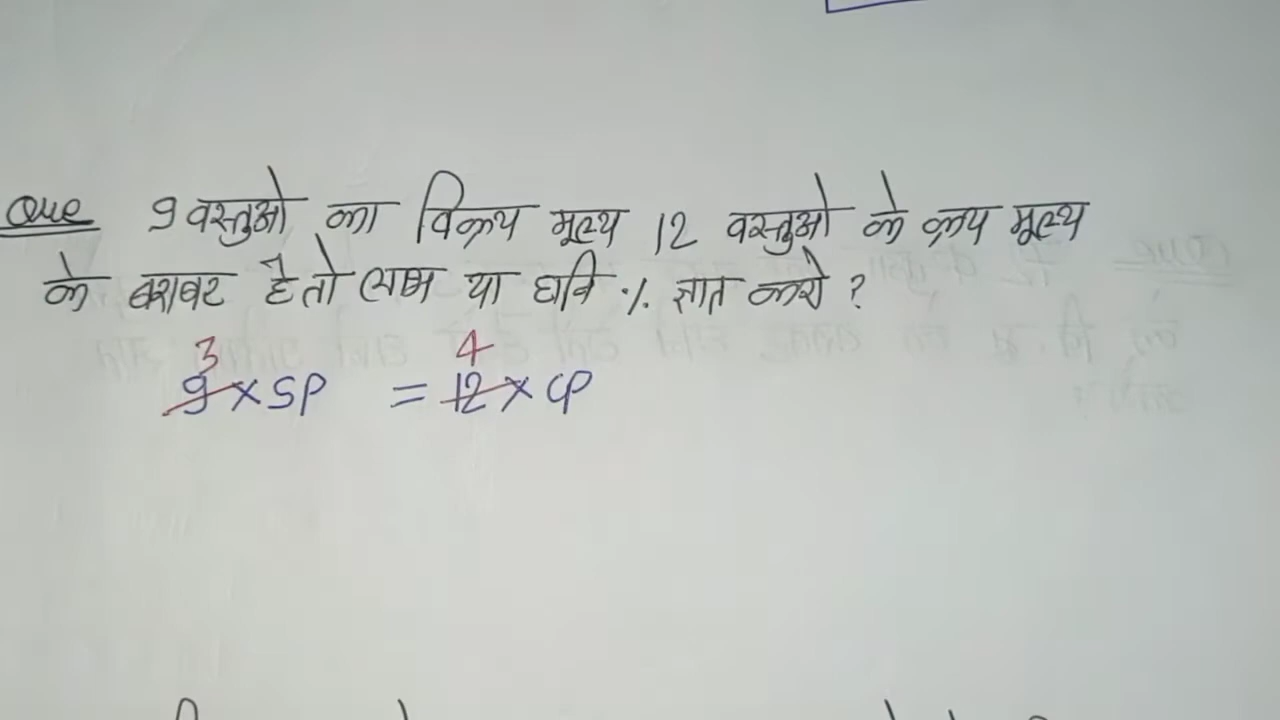 Que 9 वस्तुओ का विक्रय मूल्य 12 वस्तुओ के क्रय मूल्य
के बराबर है तो लाभ या हानि % ज्ञात करो ?
3 4
9 x SP = 12 x CP